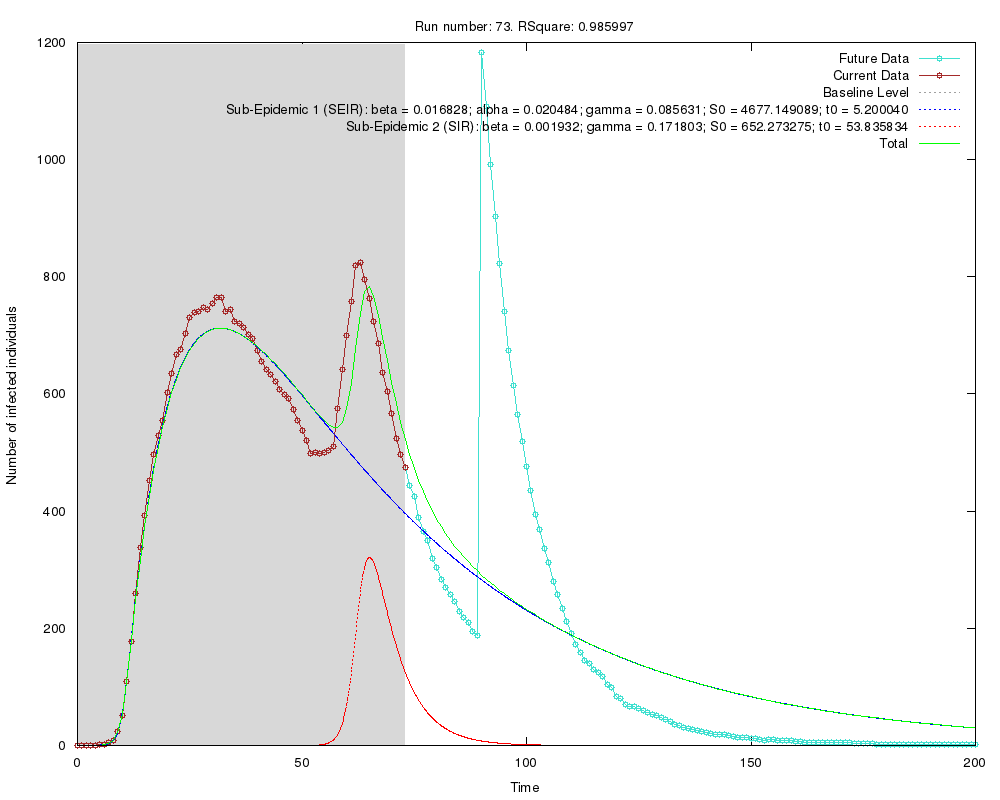 Run number: 73. RSquare: 0.985997
1200
1000
800
600
400
200
0
Number of infected individuals
Future Data
Current Data
Baseline Level
Sub-Epidemic 1 (SEIR): beta = 0.016828; alpha = 0.020484; gamma = 0.085631; S0 = 4677.149089; t0 = 5.200040
Sub-Epidemic 2 (SIR): beta = 0.001932; gamma = 0.171803; S0 = 652.273275; t0 = 53.835834
Total
0 50 100 150 200
Time